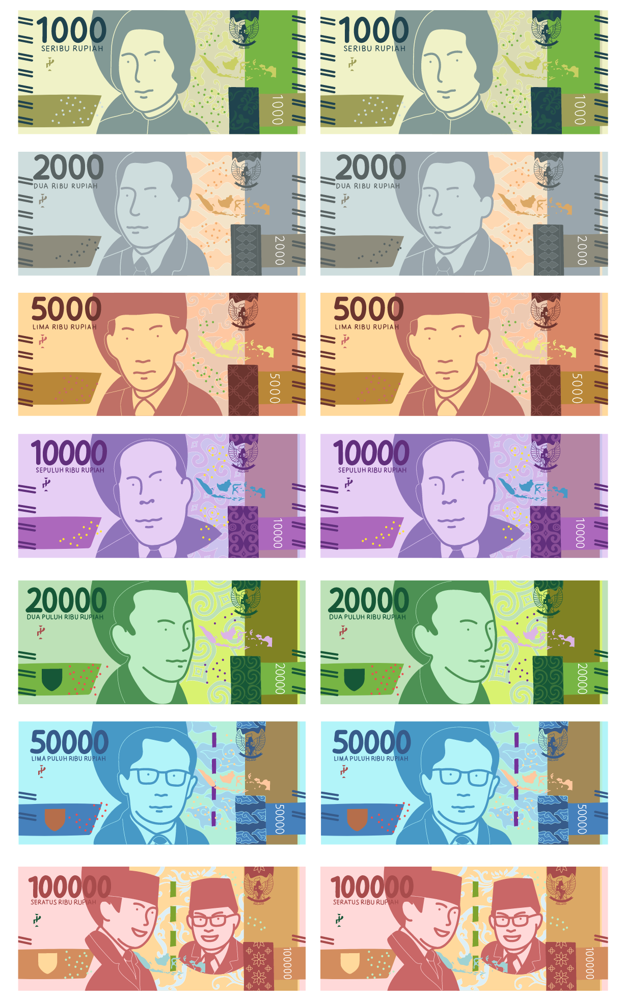 1000
SERIBU RUPIAH
1000
1000
SERIBU RUPIAH
1000
2000
DUA RIBU RUPIAH
2000
2000
DUA RIBU RUPIAH
2000
5000
LIMA RIBU RUPIAH
5000
5000
LIMA RIBU RUPIAH
5000
10000
SEPULUH RIBU RUPIAH
10000
10000
SEPULUH RIBU RUPIAH
10000
20000
DUA PULUH RIBU RUPIAH
20000
20000
DUA PULUH RIBU RUPIAH
20000
50000
LIMA PULUH RIBU RUPIAH
50000
50000
LIMA PULUH RIBU RUPIAH
50000
100000
SERATUS RIBU RUPIAH
100000
100000
SERATUS RIBU RUPIAH
100000